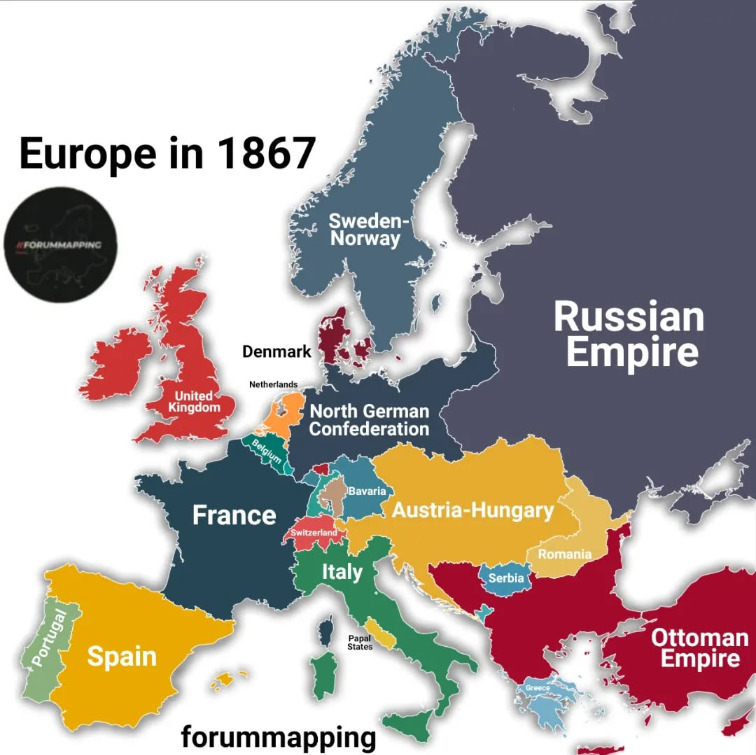 Europe in 1867
//FORUMMAPPING
Sweden-
Norway
Russian
Empire
Denmark
Netherlands
United
Kingdom
North German
Confederation
Belgium
Bavaria
France
Austria-Hungary
Switzerland
Romania
Italy
Serbia
Portugal
Spain
Papal
States
Ottoman
Empire
Greece
forummapping